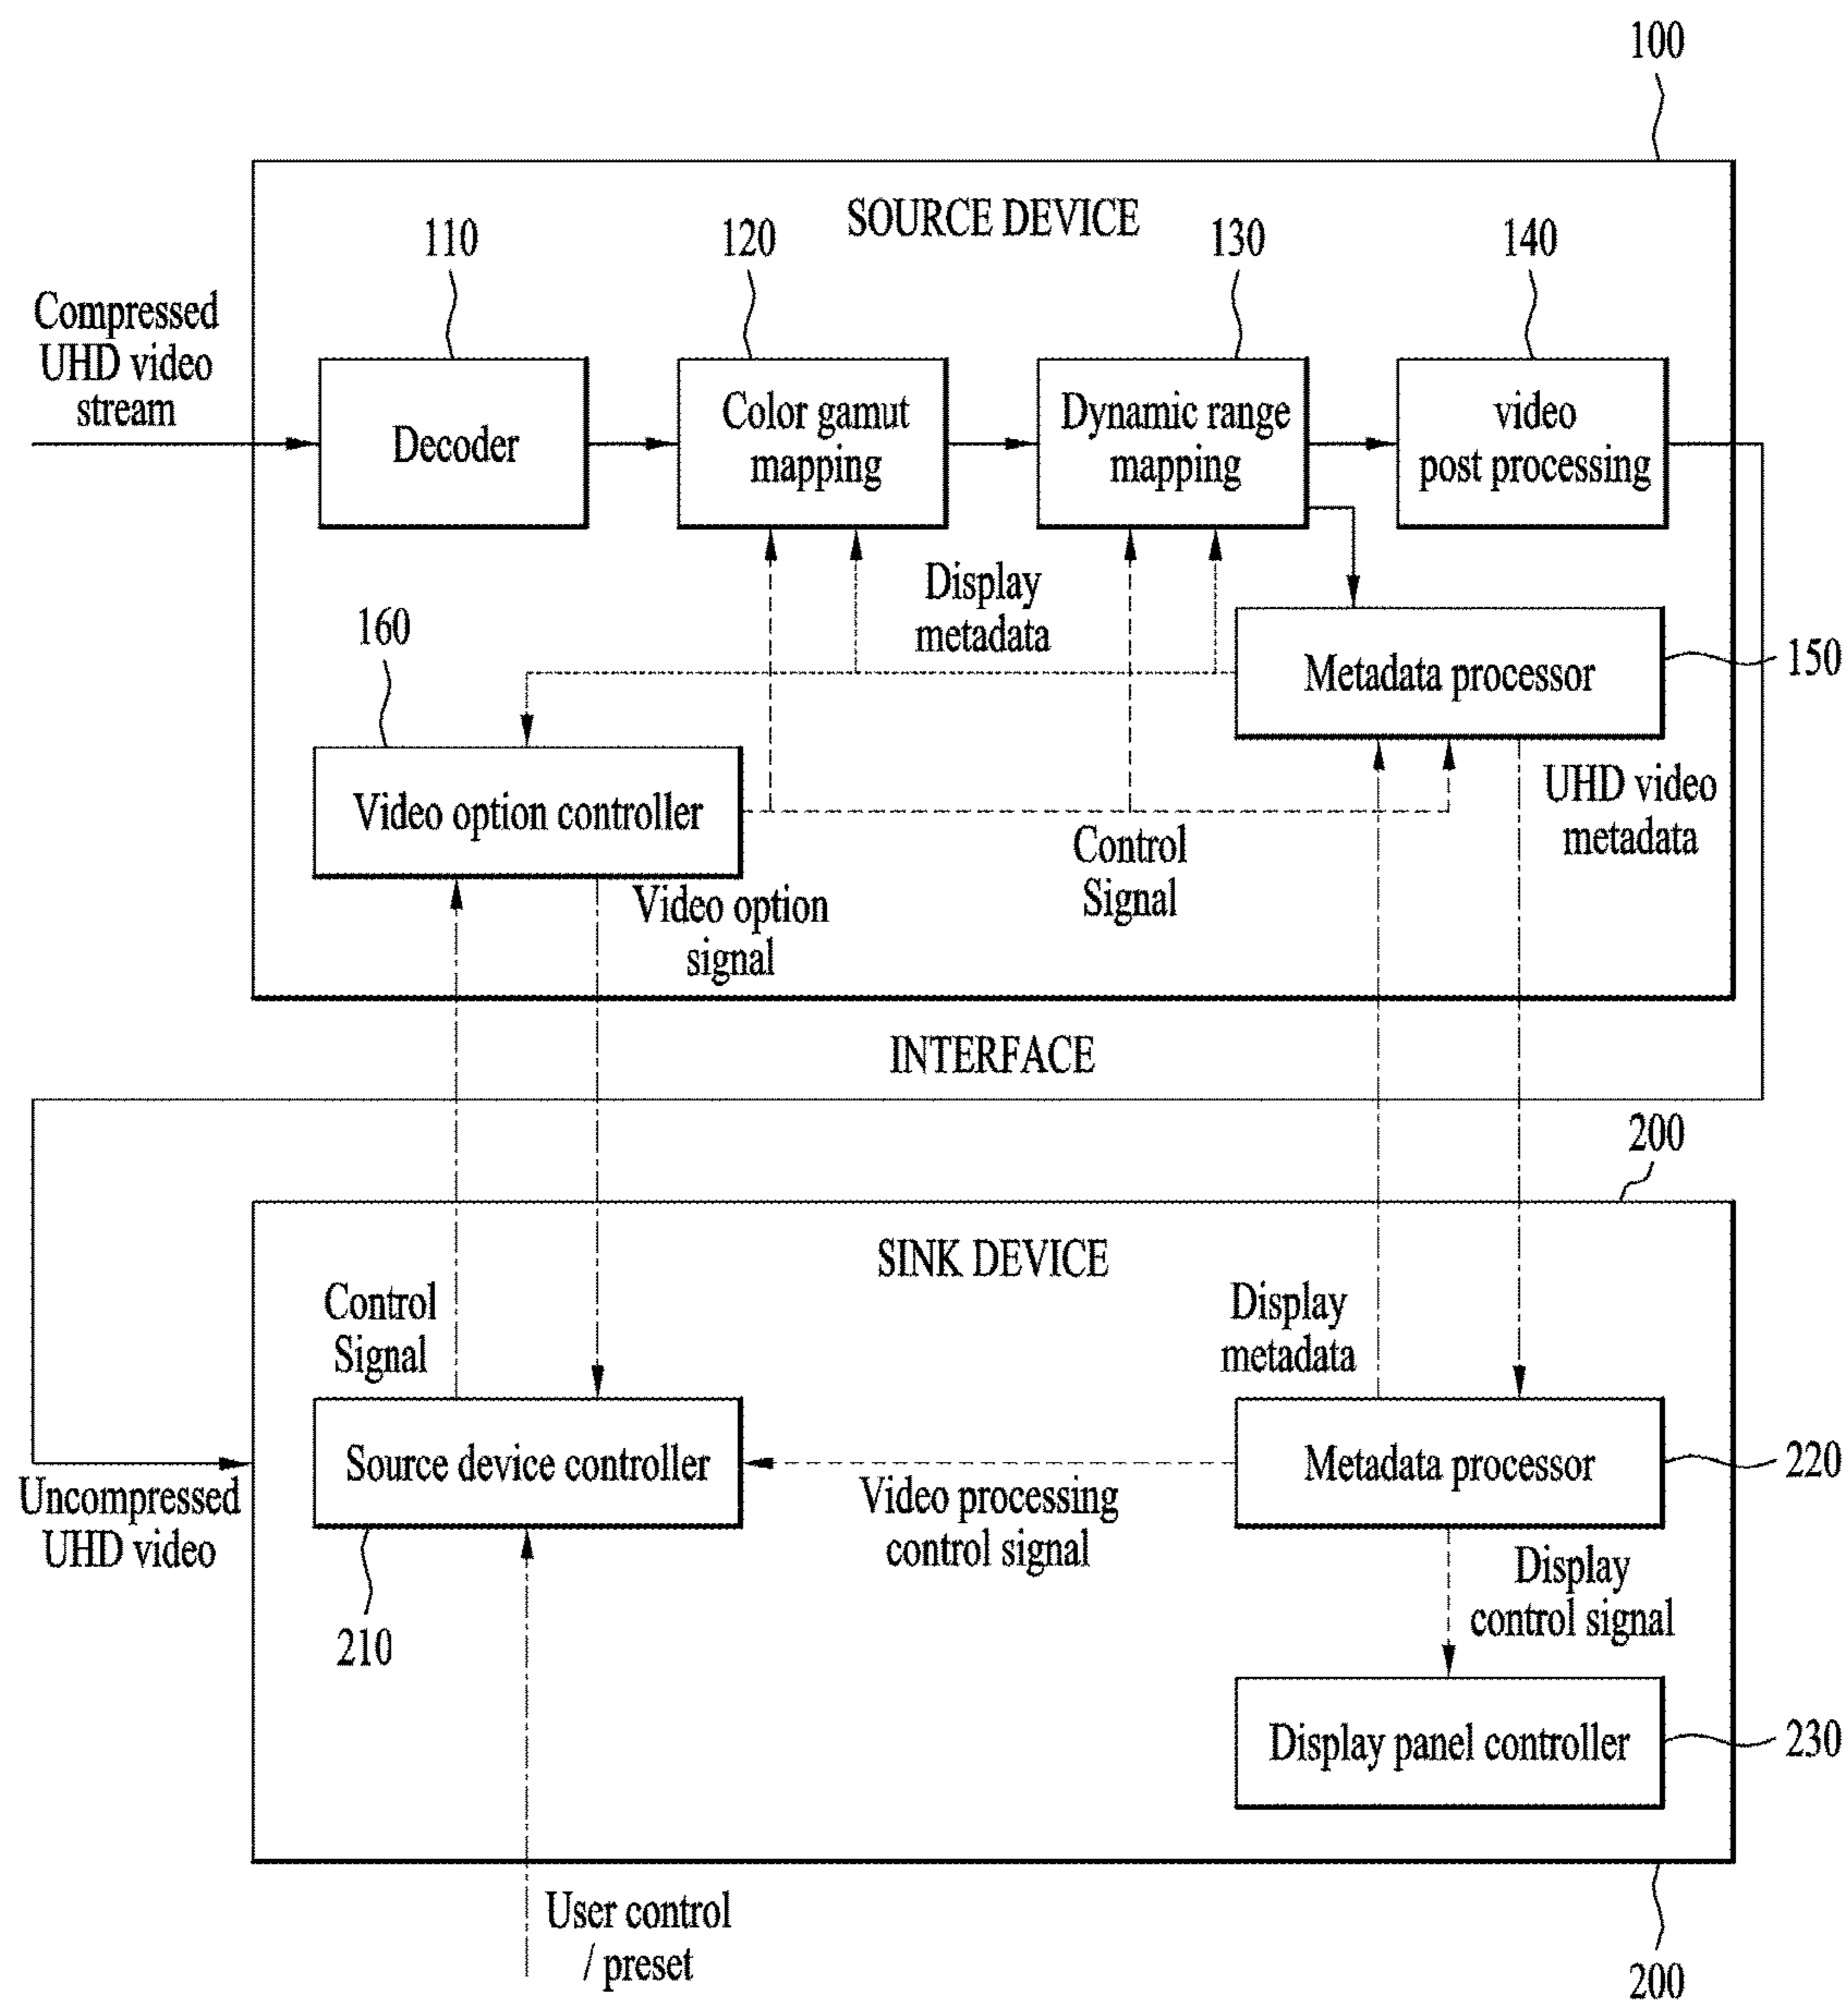 100
SOURCE DEVICE
110
120
130
140
Compressed
UHD video
stream
Decoder
Color gamut
mapping
Dynamic range
mapping
video
post processing
Display
metadata
160
Metadata processor
150
Video option controller
UHD video
metadata
Control
Signal
Video option
signal
INTERFACE
200
SINK DEVICE
Control
Signal
Display
metadata
Source device controller
Metadata processor
220
Uncompressed
UHD video
Video processing
control signal
210
Display
control signal
Display panel controller
230
User control
/ preset
200